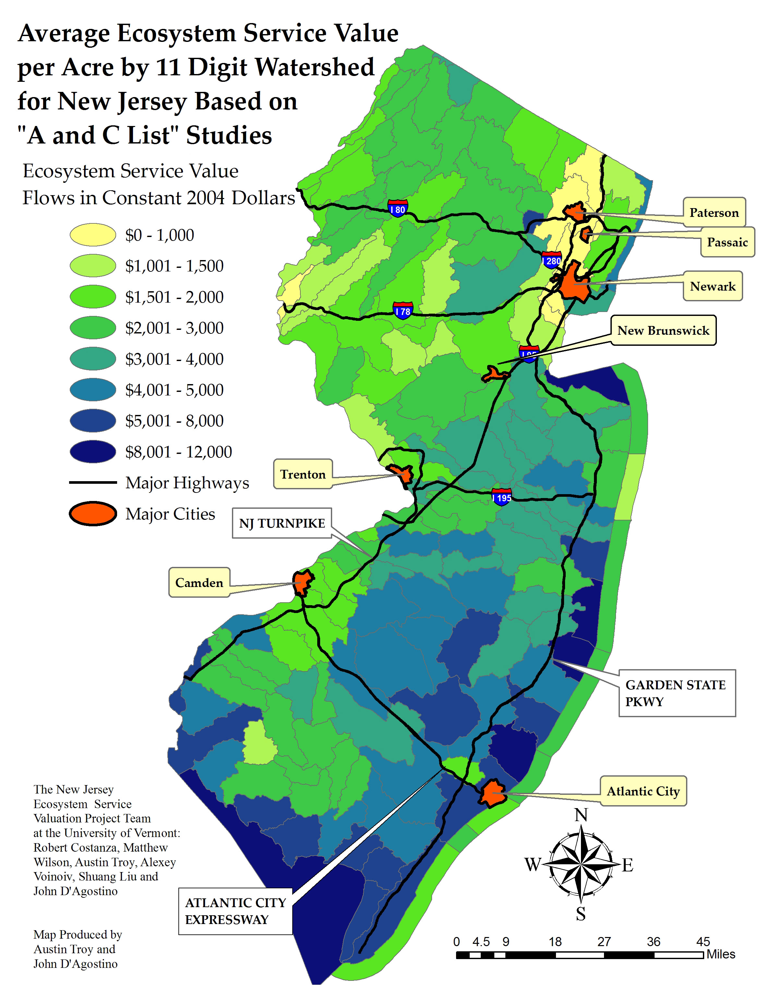 Average Ecosystem Service Value
per Acre by 11 Digit Watershed
for New Jersey Based on
"A and C List" Studies
Ecosystem Service Value
Flows in Constant 2004 Dollars
$0 - 1,000
$1,001 - 1,500
$1,501 - 2,000
$2,001 - 3,000
$3,001 - 4,000
$4,001 - 5,000
$5,001 - 8,000
$8,001 - 12,000
Major Highways
Major Cities
I 80
Paterson
Passaic
I 280
Newark
I 78
New Brunswick
I 95
Trenton
I 195
NJ TURNPIKE
Camden
GARDEN STATE
PKWY
Atlantic City
ATLANTIC CITY
EXPRESSWAY
The New Jersey
Ecosystem Service
Valuation Project Team
at the University of Vermont:
Robert Costanza, Matthew
Wilson, Austin Troy, Alexey
Voinoiv, Shuang Liu and
John D'Agostino
Map Produced by
Austin Troy and
John D'Agostino
N
W E
S
0 4.5 9 18 27 36 45
Miles